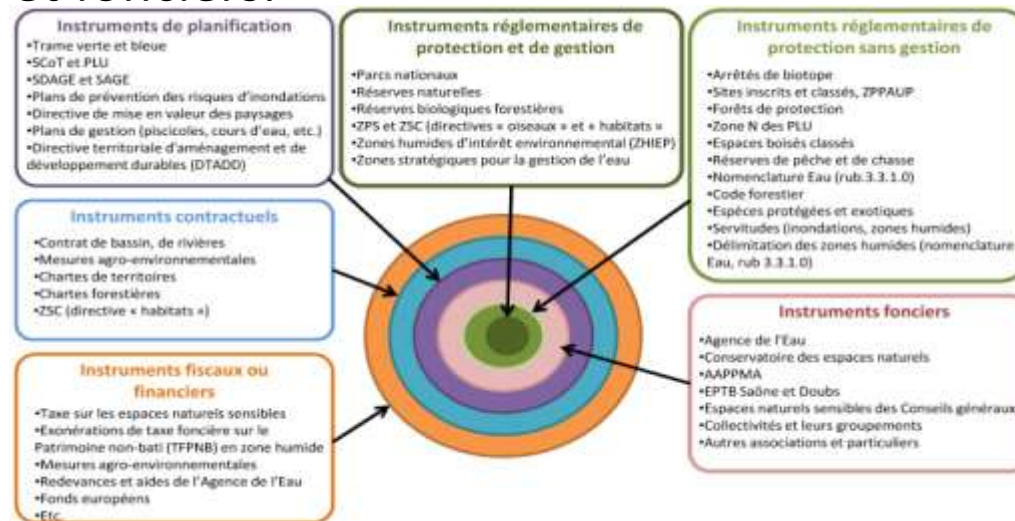 Instruments de planification
•Trame verte et bleue
•SCoT et PLU
•SDAGE et SAGE
•Plans de prévention des risques d'inondations
•Directive de mise en valeur des paysages
•Plans de gestion (piscicoles, cours d'eau, etc.)
•Directive territoriale d'aménagement et de
développement durables (DTADD)
Instruments réglementaires de
protection et de gestion
•Parcs nationaux
•Réserves naturelles
•Réserves biologiques forestières
•ZPS et ZSC (directives « oiseaux » et « habitats »
•Zones humides d'intérêt environnemental (ZHIEP)
•Zones stratégiques pour la gestion de l'eau
Instruments réglementaires de
protection sans gestion
•Arrêtés de biotope
•Sites inscrits et classés, ZPPAUP
•Forêts de protection
•Zone N des PLU
•Espaces boisés classés
•Réserves de pêche et de chasse
•Nomenclature Eau (rub.3.3.1.0)
•Code forestier
•Espèces protégées et exotiques
•Servitudes (inondations, zones humides)
•Délimitation des zones humides (nomenclature
Eau, rub 3.3.1.0)
Instruments contractuels
•Contrat de bassin, de rivières
•Mesures agro-environnementales
•Chartes de territoires
•Chartes forestières
•ZSC (directive « habitats »)
Instruments fonciers
•Agence de l'Eau
•Conservatoire des espaces naturels
•AAPPMA
•EPTB Saône et Doubs
•Espaces naturels sensibles des Conseils généraux
•Collectivités et leurs groupements
•Autres associations et particuliers
Instruments fiscaux ou
financiers
•Taxe sur les espaces naturels sensibles
•Exonérations de taxe foncière sur le
Patrimoine non-bati (TFPNB) en zone humide
•Mesures agro-environnementales
•Redevances et aides de l'Agence de l'Eau
•Fonds européens
•Etc.